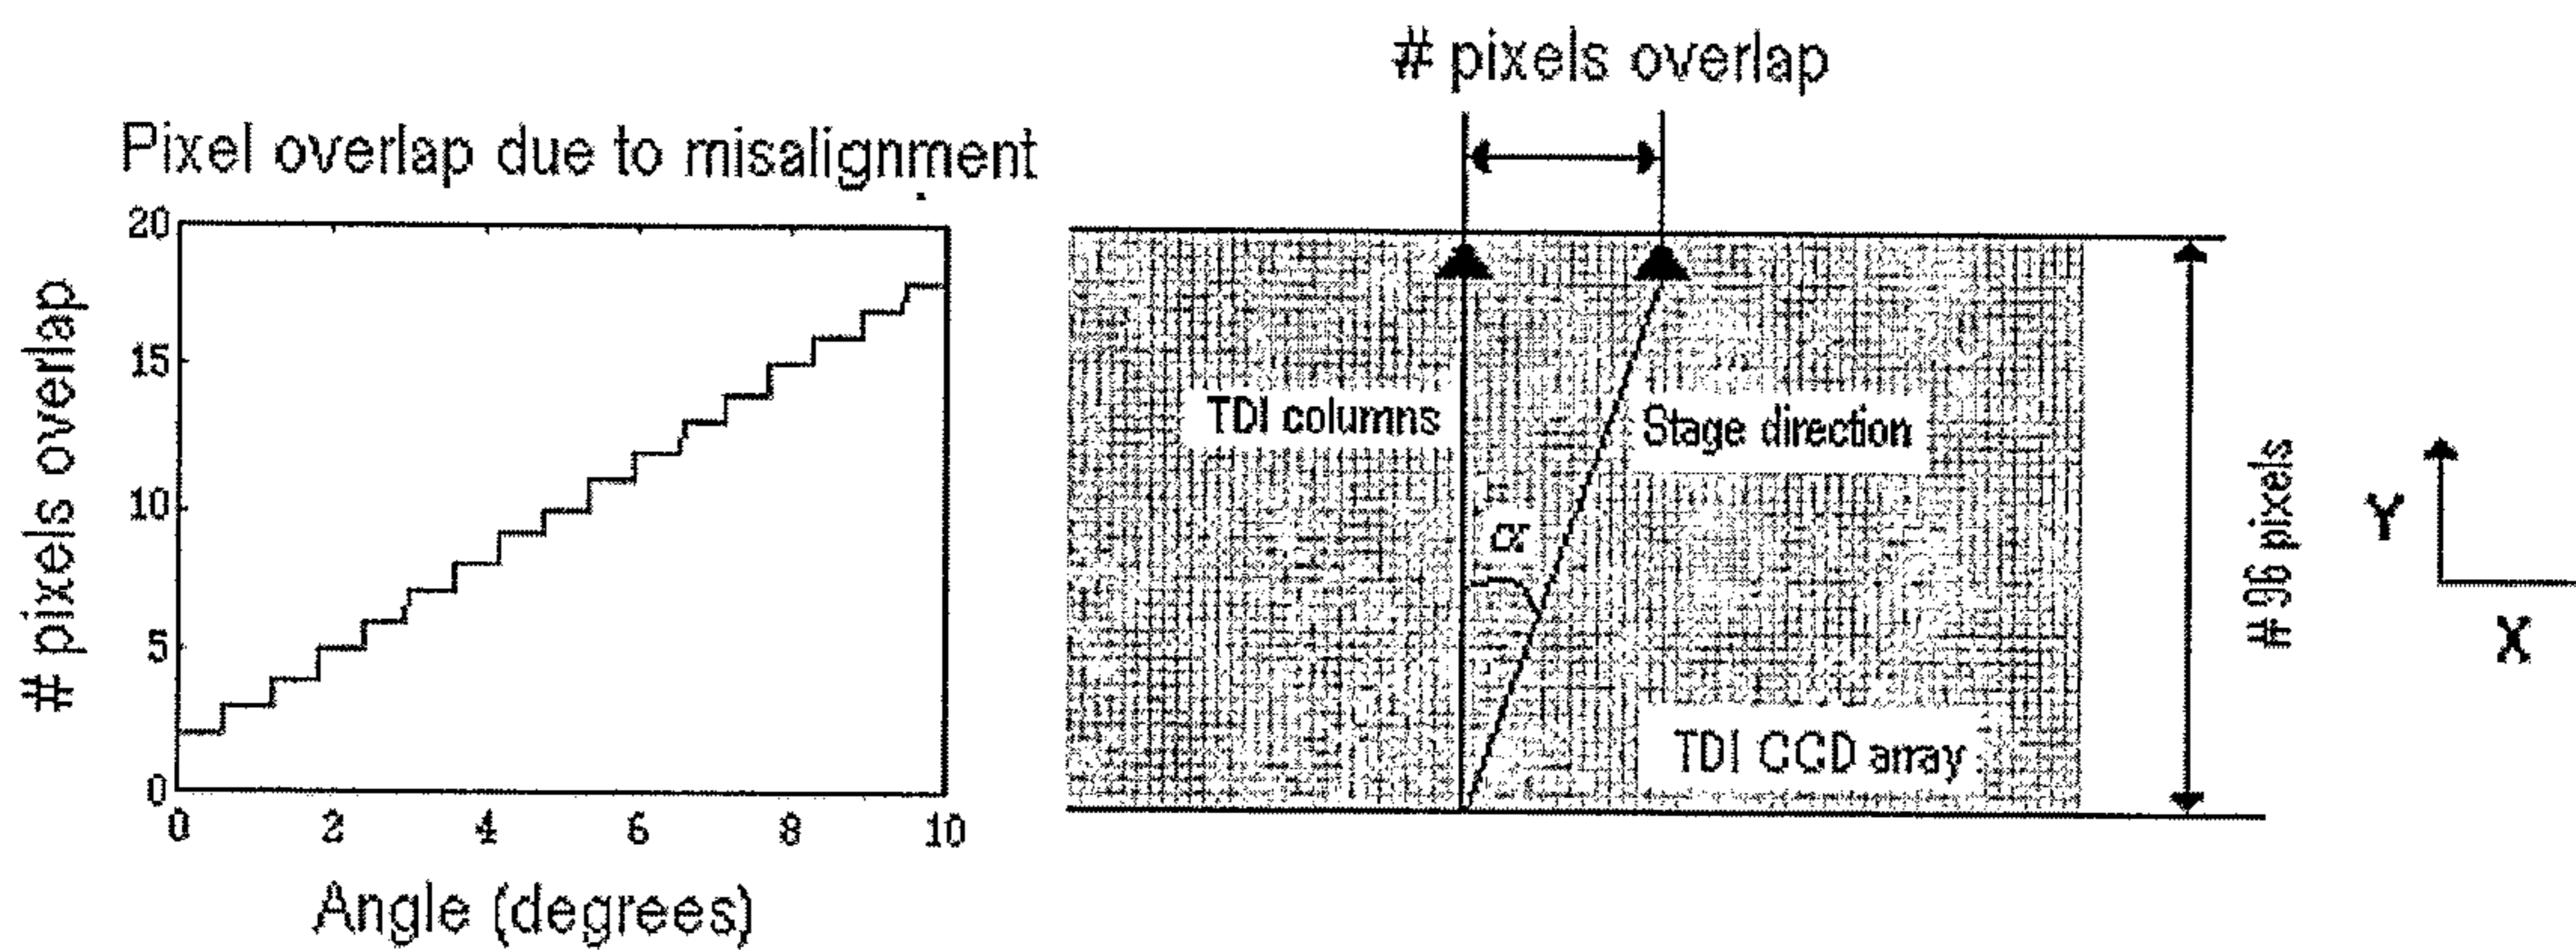 Pixel overlap due to misalignment
# pixels overlap
20
15
10
5
0
0 2 4 6 8 10
Angle (degrees)
# pixels overlap
TDI columns
Stage direction
α
TDI CCD array
# 96 pixels
Y
X